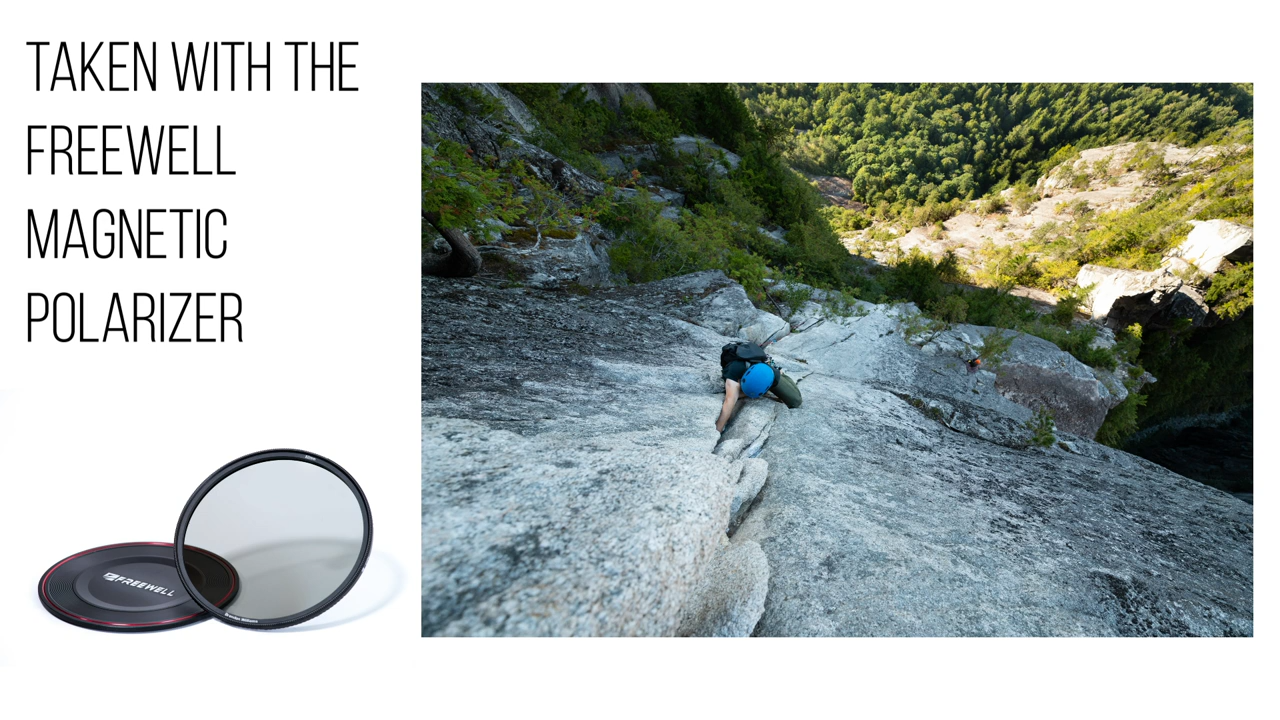 TAKEN WITH THE
FREEWELL
MAGNETIC
POLARIZER
FREEWELL